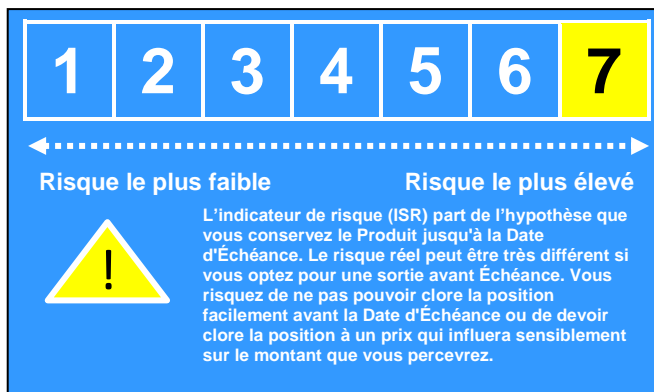 1 2 3 4 5 6 7
Risque le plus faible Risque le plus élevé
L'indicateur de risque (ISR) part de l'hypothèse que
vous conservez le Produit jusqu'à la Date
d'Échéance. Le risque réel peut être très différent si
vous optez pour une sortie avant Échéance. Vous
risquez de ne pas pouvoir clore la position
facilement avant la Date d'Échéance ou de devoir
clore la position à un prix qui influera sensiblement
sur le montant que vous percevrez.
!